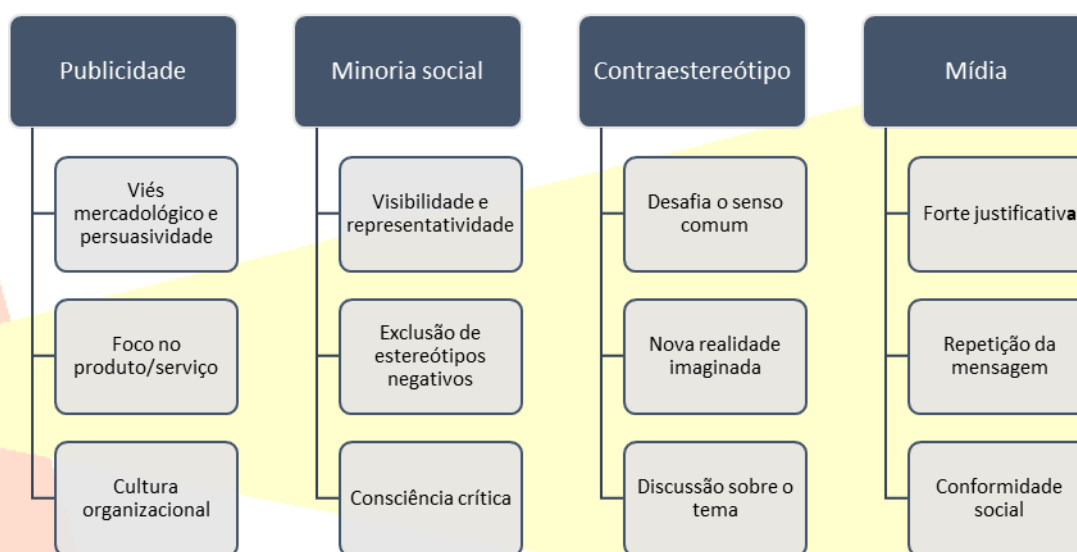 Publicidade
Viés
mercadológico e
persuasividade
Foco no
produto/serviço
Cultura
organizacional
Minoria social
Visibilidade e
representatividade
Exclusão de
estereótipos
negativos
Consciência crítica
Contraestereótipo
Desafia o senso
comum
Nova realidade
imaginada
Discussão sobre o
tema
Mídia
Forte justificativa
Repetição da
mensagem
Conformidade
social